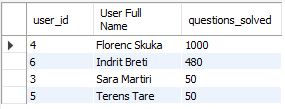 user_id User Full Name questions_solved
4 Florenc Skuka 1000
6 Indrit Breti 480
3 Sara Martiri 50
5 Terens Tare 50